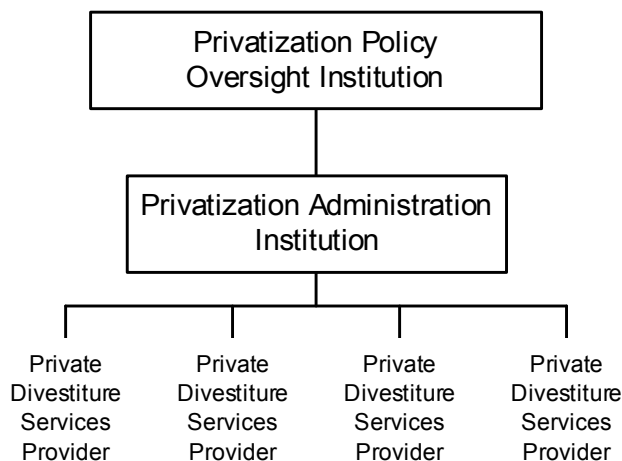 Privatization Policy
Oversight Institution
Privatization Administration
Institution
Private
Divestiture
Services
Provider
Private
Divestiture
Services
Provider
Private
Divestiture
Services
Provider
Private
Divestiture
Services
Provider